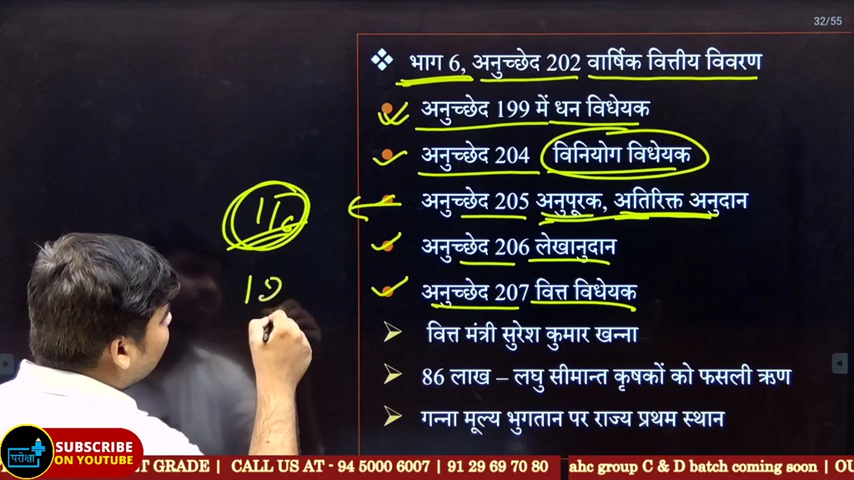 32/55
भाग 6, अनुच्छेद 202 वार्षिक वित्तीय विवरण
अनुच्छेद 199 में धन विधेयक
अनुच्छेद 204 विनियोग विधेयक
अनुच्छेद 205 अनुपूरक, अतिरिक्त अनुदान
अनुच्छेद 206 लेखानुदान
अनुच्छेद 207 वित्त विधेयक
वित्त मंत्री सुरेश कुमार खन्ना
86 लाख – लघु सीमान्त कृषकों को फसली ऋण
गन्ना मूल्य भुगतान पर राज्य प्रथम स्थान
परीक्षा
SUBSCRIBE
ON YOUTUBE
GRADE | CALL US AT - 94 5000 6007 | 91 29 69 70 80 ahc group C & D batch coming soon |